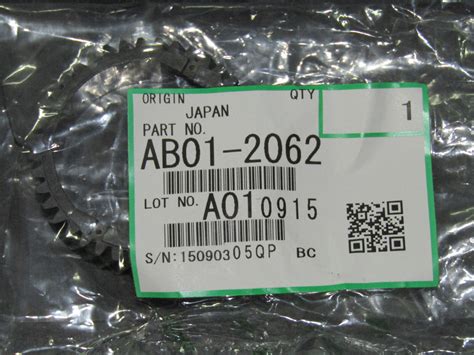 ORIGIN QTY
JAPAN 1
PART NO.
AB01-2062
LOT NO. A010915
S/N:15090305QP BC